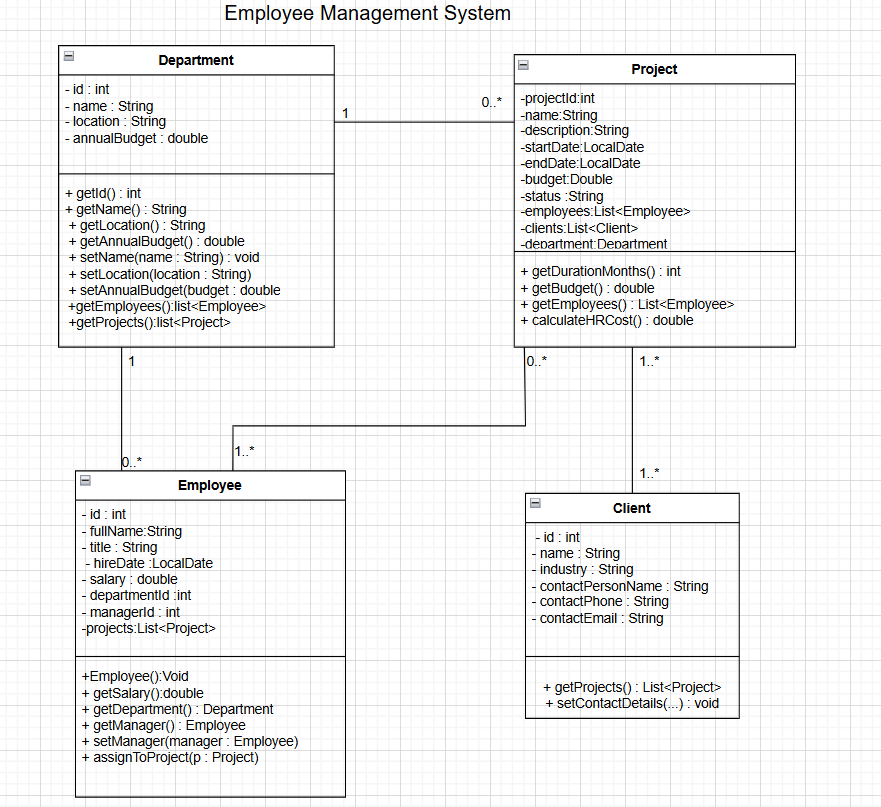 Employee Management System
Department
- id : int
- name : String
- location : String
- annualBudget : double
+ getId() : int
+ getName() : String
+ getLocation() : String
+ getAnnualBudget() : double
+ setName(name : String) : void
+ setLocation(location : String)
+ setAnnualBudget(budget : double
+getEmployees():list<Employee>
+getProjects():list<Project>
1
0..*
Project
-projectId:int
-name:String
-description:String
-startDate:LocalDate
-endDate:LocalDate
-budget:Double
-status :String
-employees:List<Employee>
-clients:List<Client>
-department:Department
+ getDurationMonths() : int
+ getBudget() : double
+ getEmployees() : List<Employee>
+ calculateHRCost() : double
1
0..*
0..*
1..*
1..*
1..*
Employee
- id : int
- fullName:String
- title : String
- hireDate :LocalDate
- salary : double
- departmentId :int
- managerId : int
-projects:List<Project>
+Employee():Void
+ getSalary():double
+ getDepartment() : Department
+ getManager() : Employee
+ setManager(manager : Employee)
+ assignToProject(p : Project)
Client
- id : int
- name : String
- industry : String
- contactPersonName : String
- contactPhone : String
- contactEmail : String
+ getProjects() : List<Project>
+ setContactDetails(...) : void